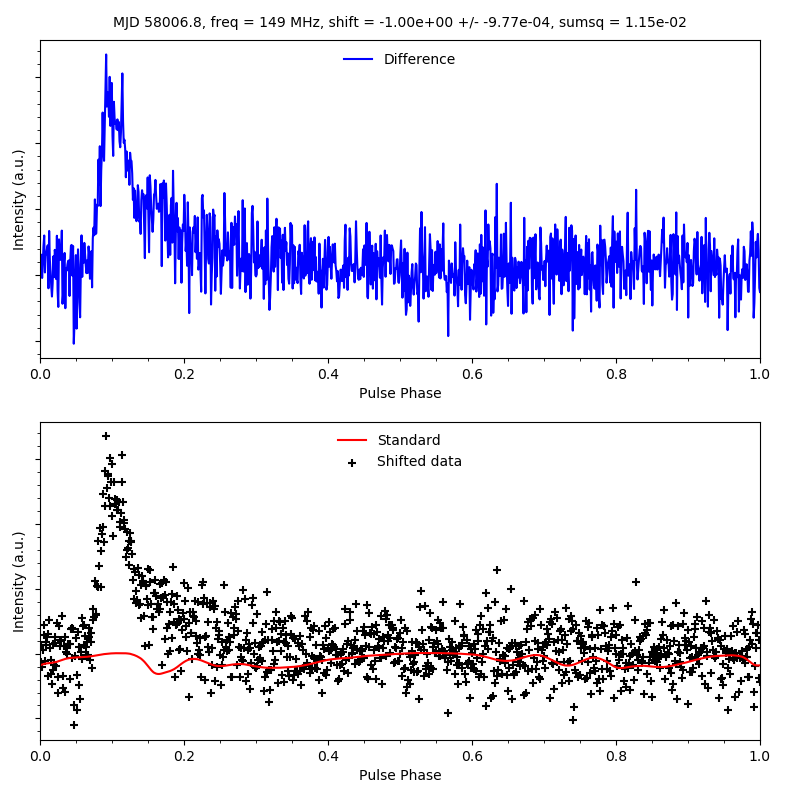 MJD 58006.8, freq = 149 MHz, shift = -1.00e+00 +/- -9.77e-04, sumsq = 1.15e-02
Difference
Intensity (a.u.)
0.0 0.2 0.4 0.6 0.8 1.0
Pulse Phase
Standard
Shifted data
Intensity (a.u.)
0.0 0.2 0.4 0.6 0.8 1.0
Pulse Phase